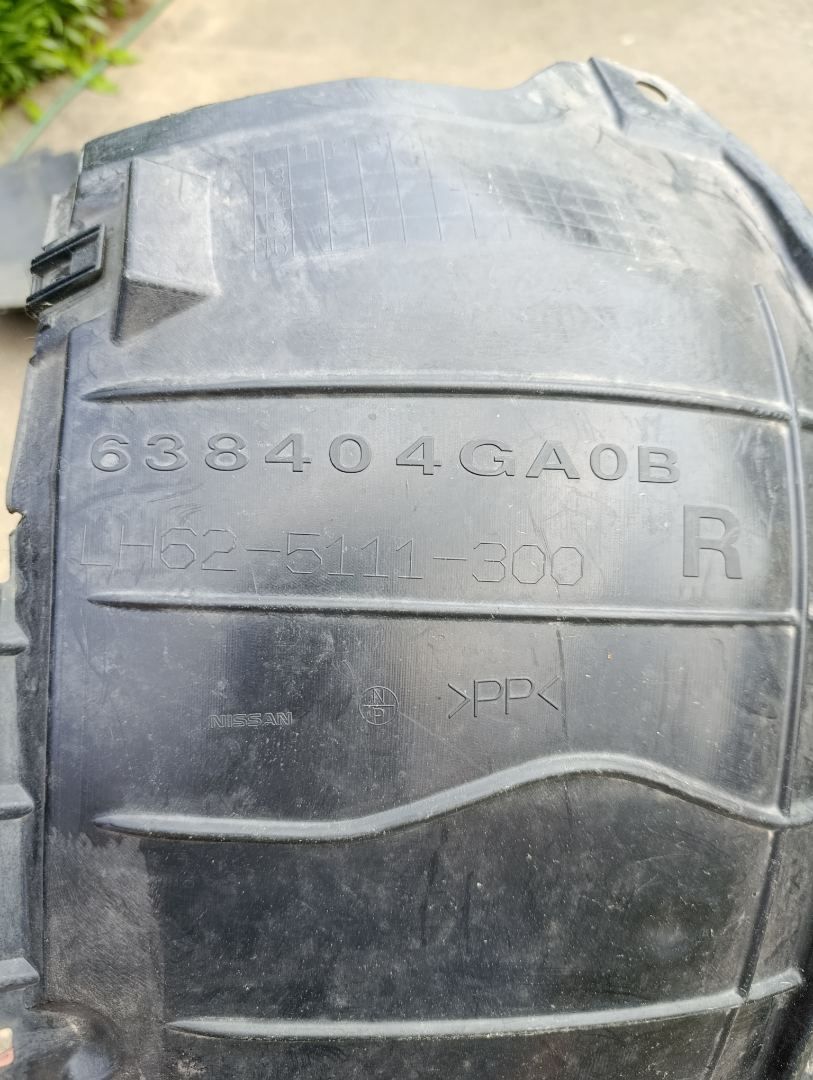 638404GA0B
LH62-5111-300 R
NISSAN N P >PP<